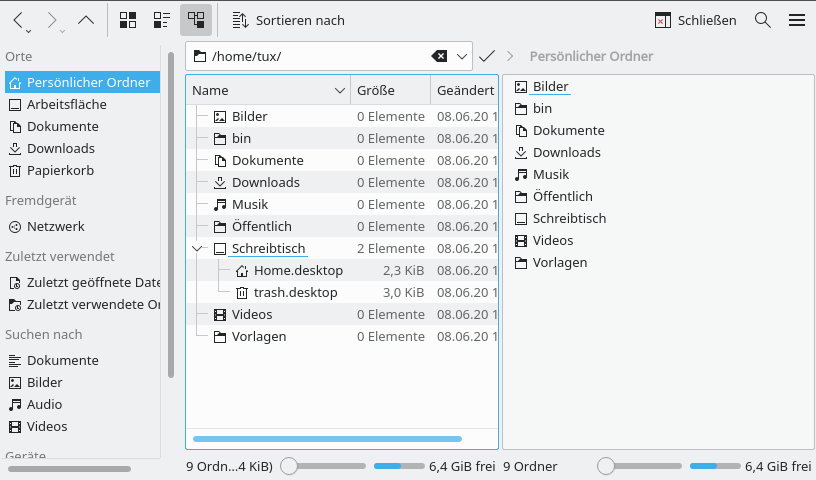 Sortieren nach
Schließen
Orte
Persönlicher Ordner
Arbeitsfläche
Dokumente
Downloads
Papierkorb
Fremdgerät
Netzwerk
Zuletzt verwendet
Zuletzt geöffnete Date
Zuletzt verwendete Or
Suchen nach
Dokumente
Bilder
Audio
Videos
Geräte
/home/tux/
Name Größe Geändert
Bilder 0 Elemente 08.06.20 1
bin 0 Elemente 08.06.20 1
Dokumente 0 Elemente 08.06.20 1
Downloads 0 Elemente 08.06.20 1
Musik 0 Elemente 08.06.20 1
Öffentlich 0 Elemente 08.06.20 1
Schreibtisch 2 Elemente 08.06.20 1
Home.desktop 2,3 KiB 08.06.20 1
trash.desktop 3,0 KiB 08.06.20 1
Videos 0 Elemente 08.06.20 1
Vorlagen 0 Elemente 08.06.20 1
9 Ordn...4 KiB) 6,4 GiB frei
Persönlicher Ordner
Bilder
bin
Dokumente
Downloads
Musik
Öffentlich
Schreibtisch
Videos
Vorlagen
9 Ordner 6,4 GiB frei